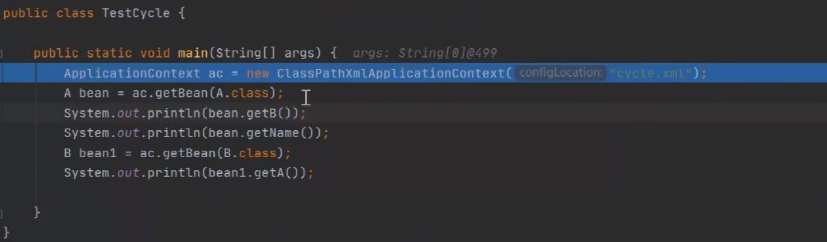 public class TestCycle {
public static void main(String[] args) {  args: String[0]@499
ApplicationContext ac = new ClassPathXmlApplicationContext( configLocation: "cycle.xml");
A bean = ac.getBean(A.class);
System.out.println(bean.getB());
System.out.println(bean.getName());
B bean1 = ac.getBean(B.class);
System.out.println(bean1.getA());
}
}